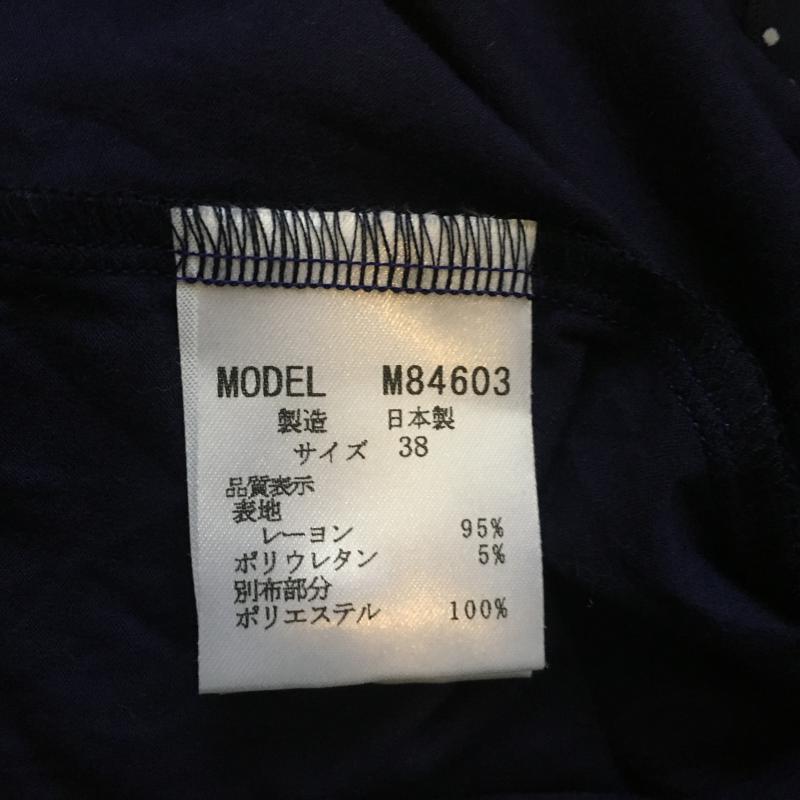 MODEL M84603
製造 日本製
サイズ 38
品質表示
表地
レーヨン 95%
ポリウレタン 5%
別布部分
ポリエステル 100%